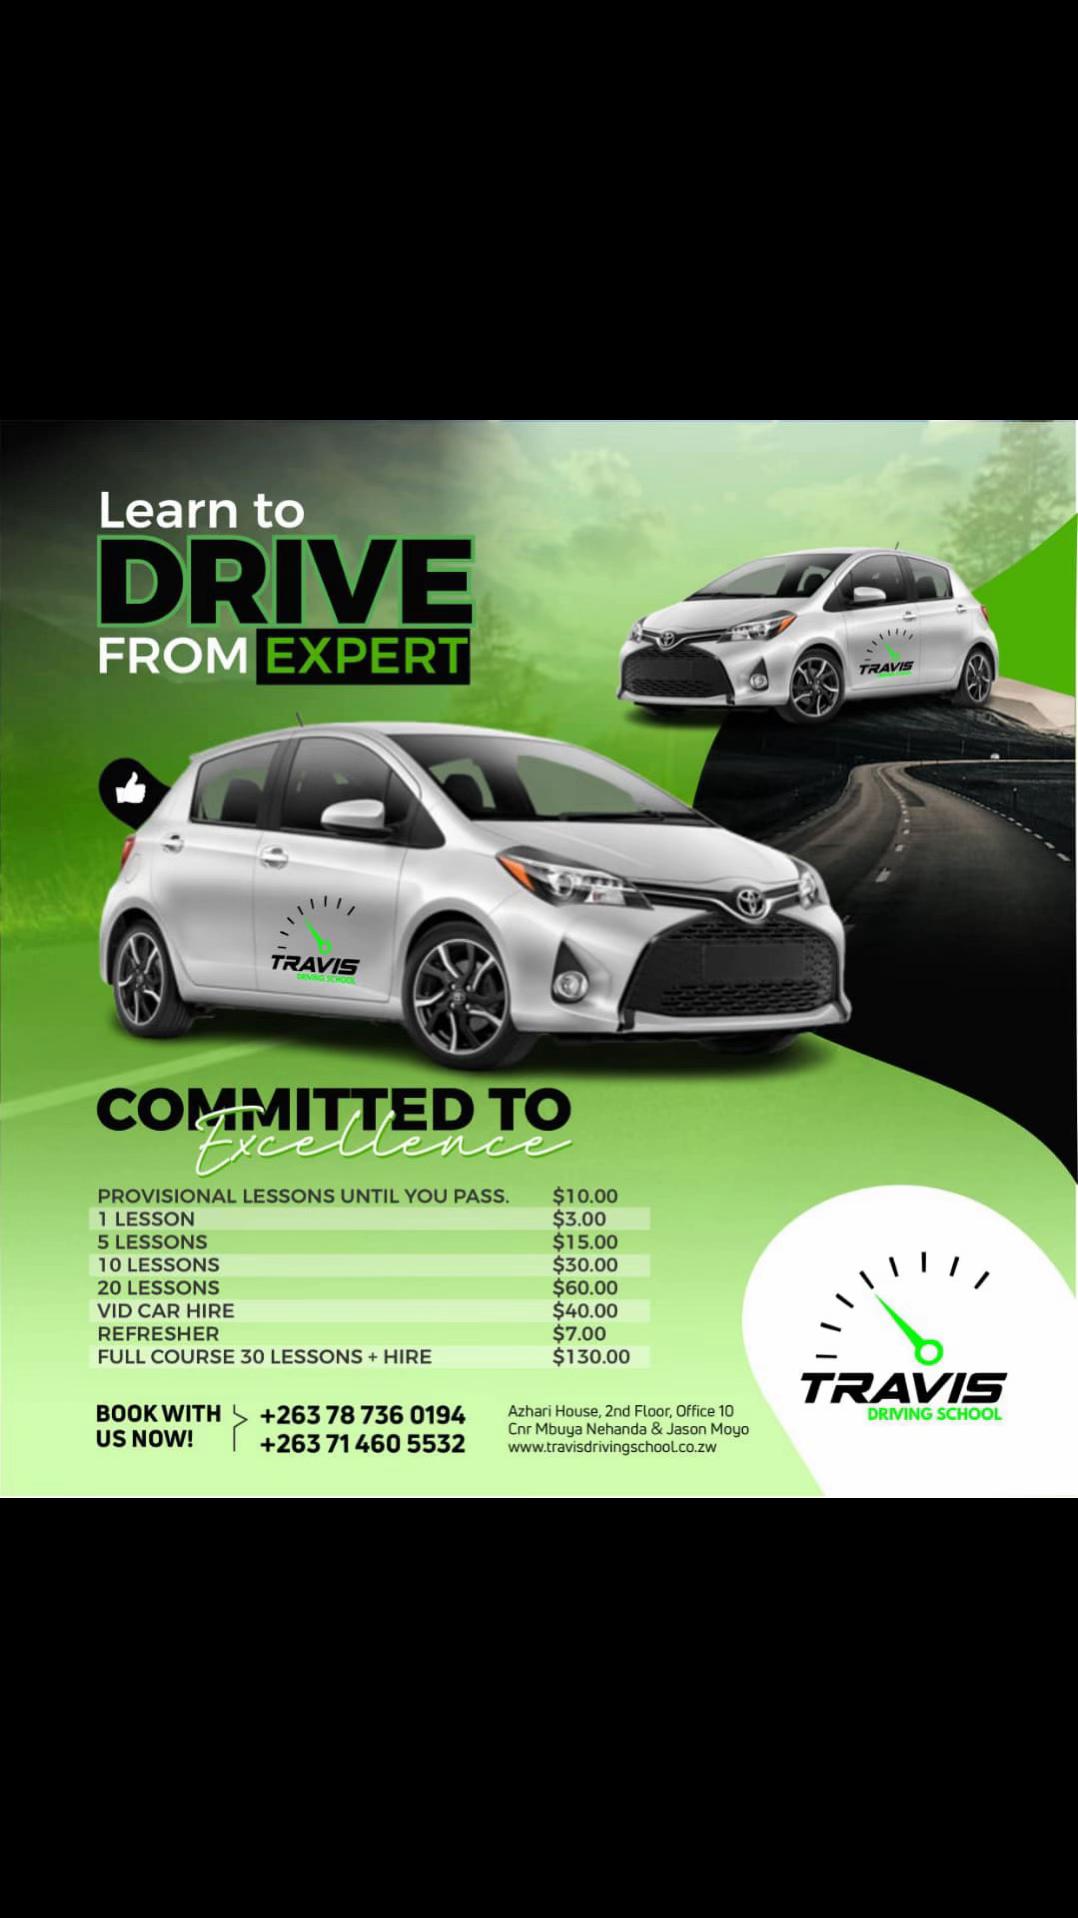 Learn to
DRIVE
FROM EXPERT
TRAVIS
TRAVIS
DRIVING SCHOOL
COMMITTED TO
Excellence
PROVISIONAL LESSONS UNTIL YOU PASS. $10.00
1 LESSON $3.00
5 LESSONS $15.00
10 LESSONS $30.00
20 LESSONS $60.00
VID CAR HIRE $40.00
REFRESHER $7.00
FULL COURSE 30 LESSONS + HIRE $130.00
BOOK WITH
US NOW!
+263 78 736 0194
+263 71 460 5532
Azhari House, 2nd Floor, Office 10
Cnr Mbuya Nehanda & Jason Moyo
www.travisdrivingschool.co.zw
TRAVIS
DRIVING SCHOOL